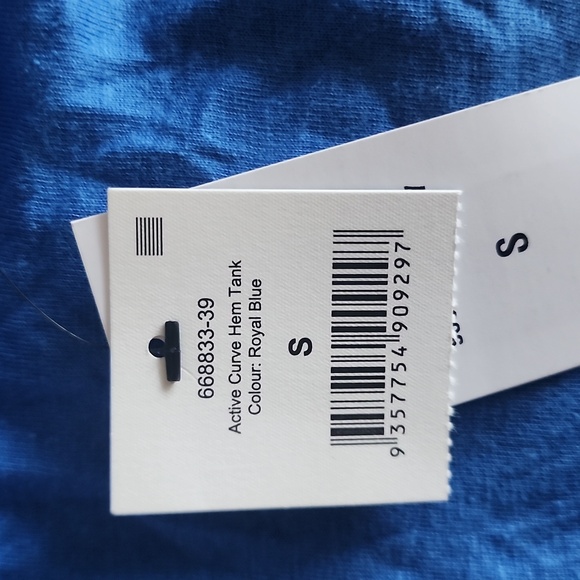 668833-39
Active Curve Hem Tank
Colour: Royal Blue
S
9 357754 909297
S